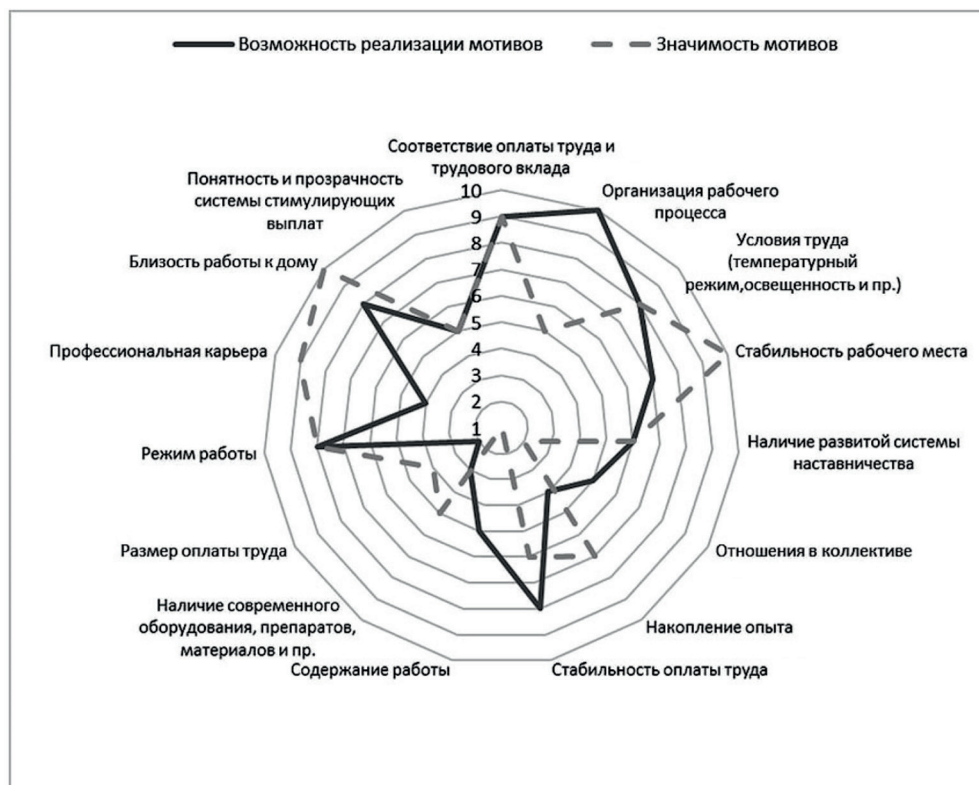 Возможность реализации мотивов
Значимость мотивов
Соответствие оплаты труда и
трудового вклада
Понятность и прозрачность
системы стимулирующих
выплат
Организация рабочего
процесса
Условия труда
(температурный
режим,освещенность и пр.)
Близость работы к дому
Стабильность рабочего места
Профессиональная карьера
Наличие развитой системы
наставничества
Режим работы
Отношения в коллективе
Размер оплаты труда
Накопление опыта
Наличие современного
оборудования, препаратов,
материалов и пр.
Содержание работы
Стабильность оплаты труда
10
9
8
7
6
5
4
3
2
1